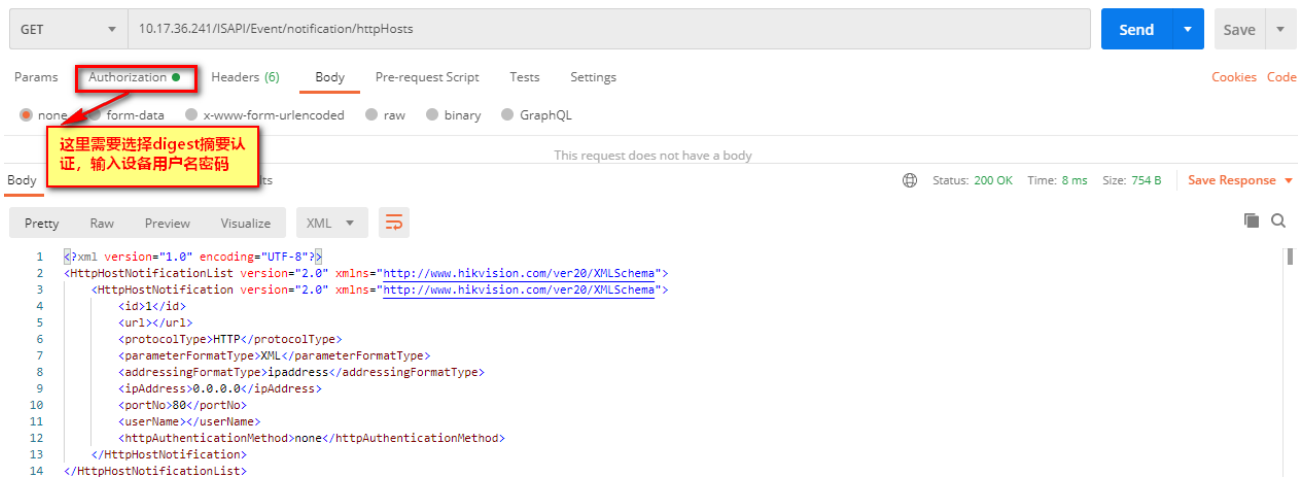 GET 10.17.36.241/ISAPI/Event/notification/httpHosts Send Save
Params Authorization Headers (6) Body Pre-request Script Tests Settings Cookies Code
none form-data x-www-form-urlencoded raw binary GraphQL
这里需要选择digest摘要认
证，输入设备用户名密码
This request does not have a body
Body Status: 200 OK Time: 8 ms Size: 754 B Save Response
Pretty Raw Preview Visualize XML
1 <?xml version="1.0" encoding="UTF-8"?>
2 <HttpHostNotificationList version="2.0" xmlns="http://www.hikvision.com/ver20/XMLSchema">
3 <HttpHostNotification version="2.0" xmlns="http://www.hikvision.com/ver20/XMLSchema">
4 <id>1</id>
5 <url></url>
6 <protocolType>HTTP</protocolType>
7 <parameterFormatType>XML</parameterFormatType>
8 <addressingFormatType>ipaddress</addressingFormatType>
9 <ipAddress>0.0.0.0</ipAddress>
10 <portNo>80</portNo>
11 <userName></userName>
12 <httpAuthenticationMethod>none</httpAuthenticationMethod>
13 </HttpHostNotification>
14 </HttpHostNotificationList>